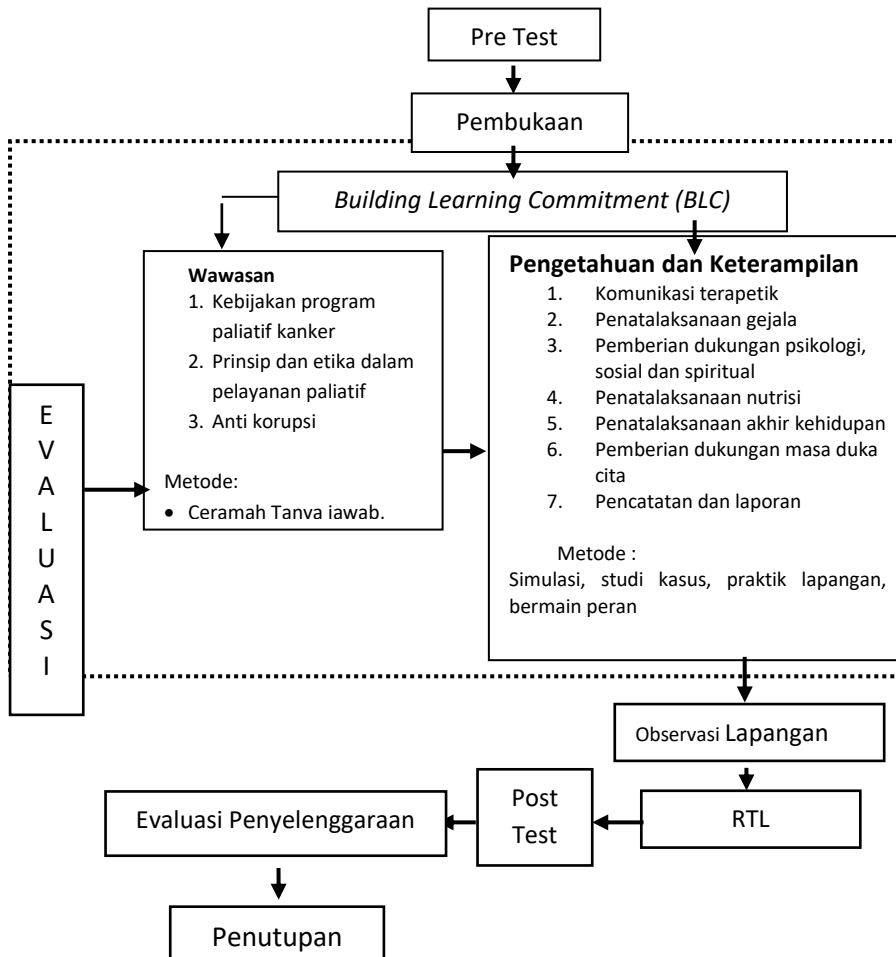 Pre Test
Pembukaan
Building Learning Commitment (BLC)
Wawasan
1. Kebijakan program
paliatif kanker
2. Prinsip dan etika dalam
pelayanan paliatif
3. Anti korupsi
Metode:
• Ceramah Tanva iawab.
Pengetahuan dan Keterampilan
1. Komunikasi terapetik
2. Penatalaksanaan gejala
3. Pemberian dukungan psikologi,
sosial dan spiritual
4. Penatalaksanaan nutrisi
5. Penatalaksanaan akhir kehidupan
6. Pemberian dukungan masa duka
cita
7. Pencatatan dan laporan
Metode :
Simulasi, studi kasus, praktik lapangan,
bermain peran
E
V
A
L
U
A
S
I
Observasi Lapangan
RTL
Post
Test
Evaluasi Penyelenggaraan
Penutupan